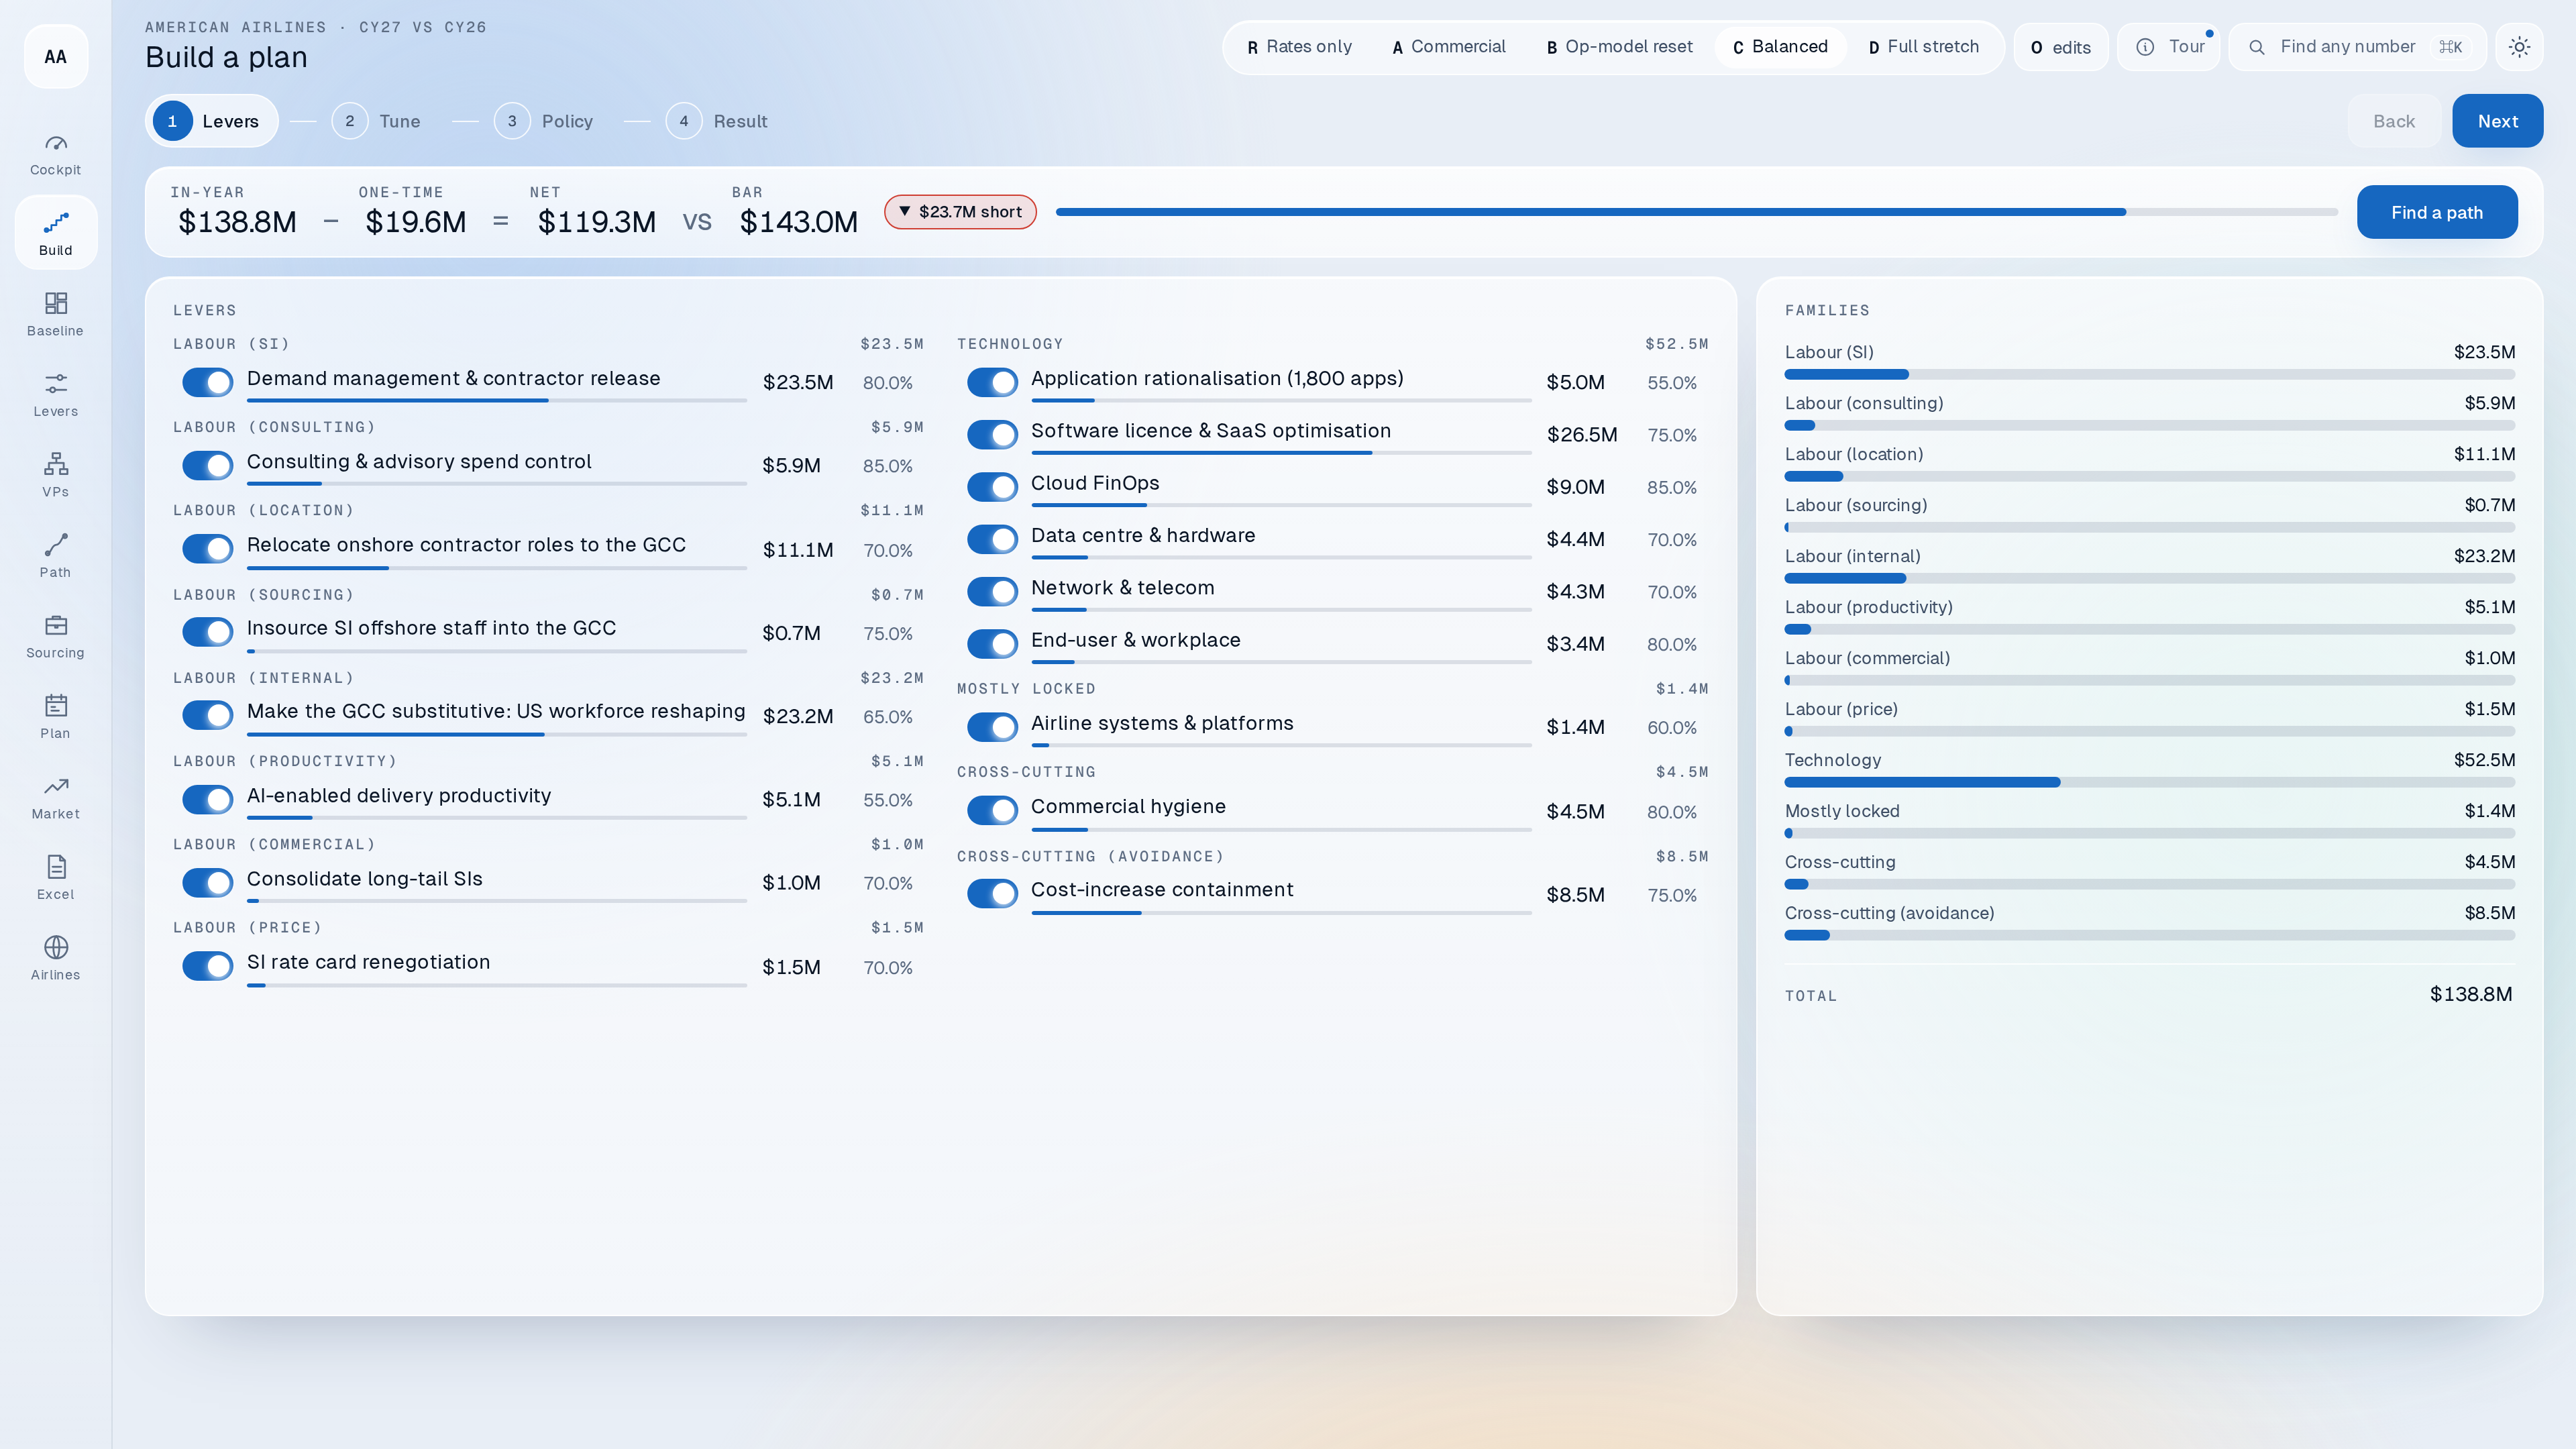 AA
AMERICAN AIRLINES · CY27 VS CY26
Build a plan
R Rates only A Commercial B Op-model reset C Balanced D Full stretch
0 edits
Tour
Find any number ⌘K
1 Levers 2 Tune 3 Policy 4 Result
Back Next
Cockpit
Build
Baseline
Levers
VPs
Path
Sourcing
Plan
Market
Excel
Airlines
IN-YEAR ONE-TIME NET BAR
$138.8M − $19.6M = $119.3M VS $143.0M
▼ $23.7M short
Find a path
LEVERS
LABOUR (SI) $23.5M
Demand management & contractor release $23.5M 80.0%
LABOUR (CONSULTING) $5.9M
Consulting & advisory spend control $5.9M 85.0%
LABOUR (LOCATION) $11.1M
Relocate onshore contractor roles to the GCC $11.1M 70.0%
LABOUR (SOURCING) $0.7M
Insource SI offshore staff into the GCC $0.7M 75.0%
LABOUR (INTERNAL) $23.2M
Make the GCC substitutive: US workforce reshaping $23.2M 65.0%
LABOUR (PRODUCTIVITY) $5.1M
AI-enabled delivery productivity $5.1M 55.0%
LABOUR (COMMERCIAL) $1.0M
Consolidate long-tail SIs $1.0M 70.0%
LABOUR (PRICE) $1.5M
SI rate card renegotiation $1.5M 70.0%
TECHNOLOGY $52.5M
Application rationalisation (1,800 apps) $5.0M 55.0%
Software licence & SaaS optimisation $26.5M 75.0%
Cloud FinOps $9.0M 85.0%
Data centre & hardware $4.4M 70.0%
Network & telecom $4.3M 70.0%
End-user & workplace $3.4M 80.0%
MOSTLY LOCKED $1.4M
Airline systems & platforms $1.4M 60.0%
CROSS-CUTTING $4.5M
Commercial hygiene $4.5M 80.0%
CROSS-CUTTING (AVOIDANCE) $8.5M
Cost-increase containment $8.5M 75.0%
FAMILIES
Labour (SI) $23.5M
Labour (consulting) $5.9M
Labour (location) $11.1M
Labour (sourcing) $0.7M
Labour (internal) $23.2M
Labour (productivity) $5.1M
Labour (commercial) $1.0M
Labour (price) $1.5M
Technology $52.5M
Mostly locked $1.4M
Cross-cutting $4.5M
Cross-cutting (avoidance) $8.5M
TOTAL $138.8M